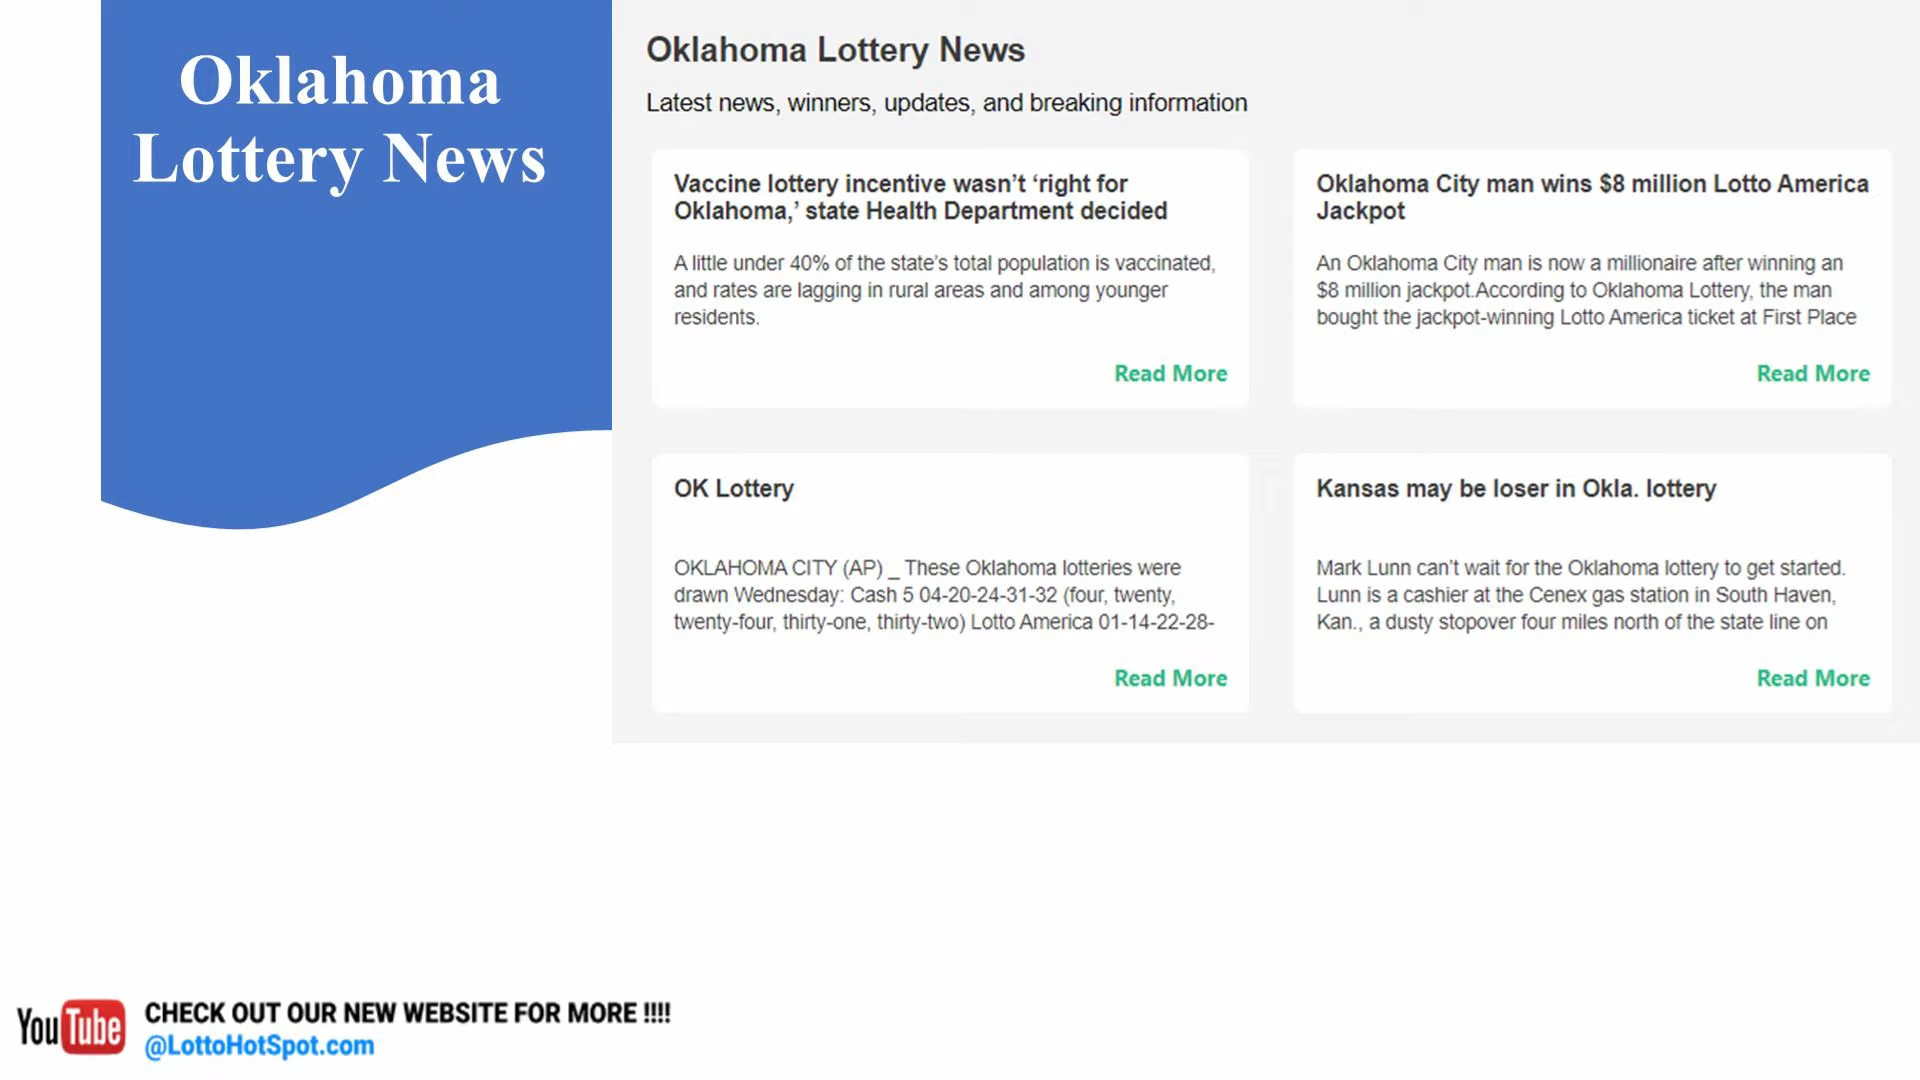 Oklahoma
Lottery News
Oklahoma Lottery News
Latest news, winners, updates, and breaking information
Vaccine lottery incentive wasn’t ‘right for
Oklahoma,’ state Health Department decided
A little under 40% of the state’s total population is vaccinated,
and rates are lagging in rural areas and among younger
residents.
Read More
Oklahoma City man wins $8 million Lotto America
Jackpot
An Oklahoma City man is now a millionaire after winning an
$8 million jackpot.According to Oklahoma Lottery, the man
bought the jackpot-winning Lotto America ticket at First Place
Read More
OK Lottery
OKLAHOMA CITY (AP) _ These Oklahoma lotteries were
drawn Wednesday: Cash 5 04-20-24-31-32 (four, twenty,
twenty-four, thirty-one, thirty-two) Lotto America 01-14-22-28-
Read More
Kansas may be loser in Okla. lottery
Mark Lunn can’t wait for the Oklahoma lottery to get started.
Lunn is a cashier at the Cenex gas station in South Haven,
Kan., a dusty stopover four miles north of the state line on
Read More
YouTube
CHECK OUT OUR NEW WEBSITE FOR MORE !!!!
@LottoHotSpot.com